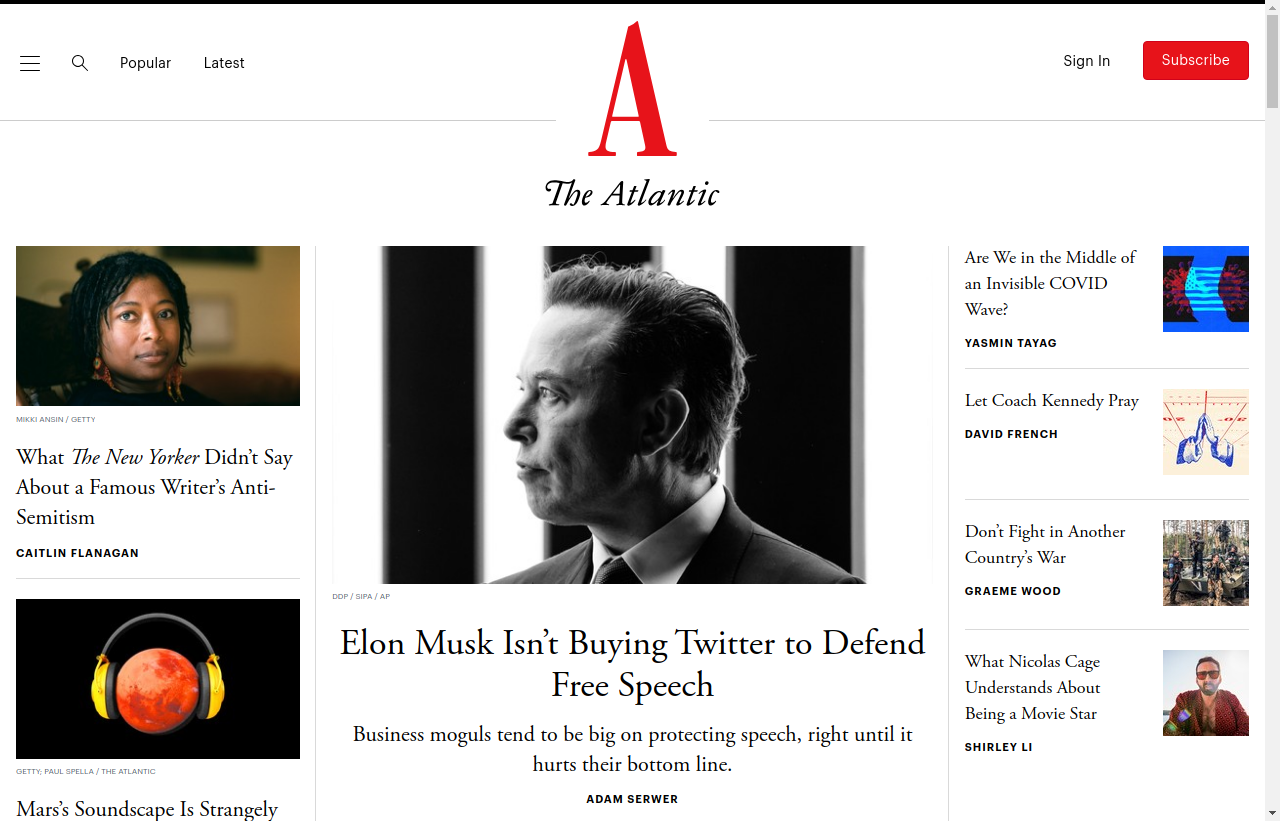 Popular
Latest
A
Sign In
Subscribe
The Atlantic
MIKKI ANSIN / GETTY
What The New Yorker Didn’t Say
About a Famous Writer’s Anti-
Semitism
CAITLIN FLANAGAN
GETTY; PAUL SPELLA / THE ATLANTIC
Mars’s Soundscape Is Strangely
DDP / SIPA / AP
Elon Musk Isn’t Buying Twitter to Defend
Free Speech
Business moguls tend to be big on protecting speech, right until it
hurts their bottom line.
ADAM SERWER
Are We in the Middle of
an Invisible COVID
Wave?
YASMIN TAYAG
Let Coach Kennedy Pray
DAVID FRENCH
Don’t Fight in Another
Country’s War
GRAEME WOOD
What Nicolas Cage
Understands About
Being a Movie Star
SHIRLEY LI